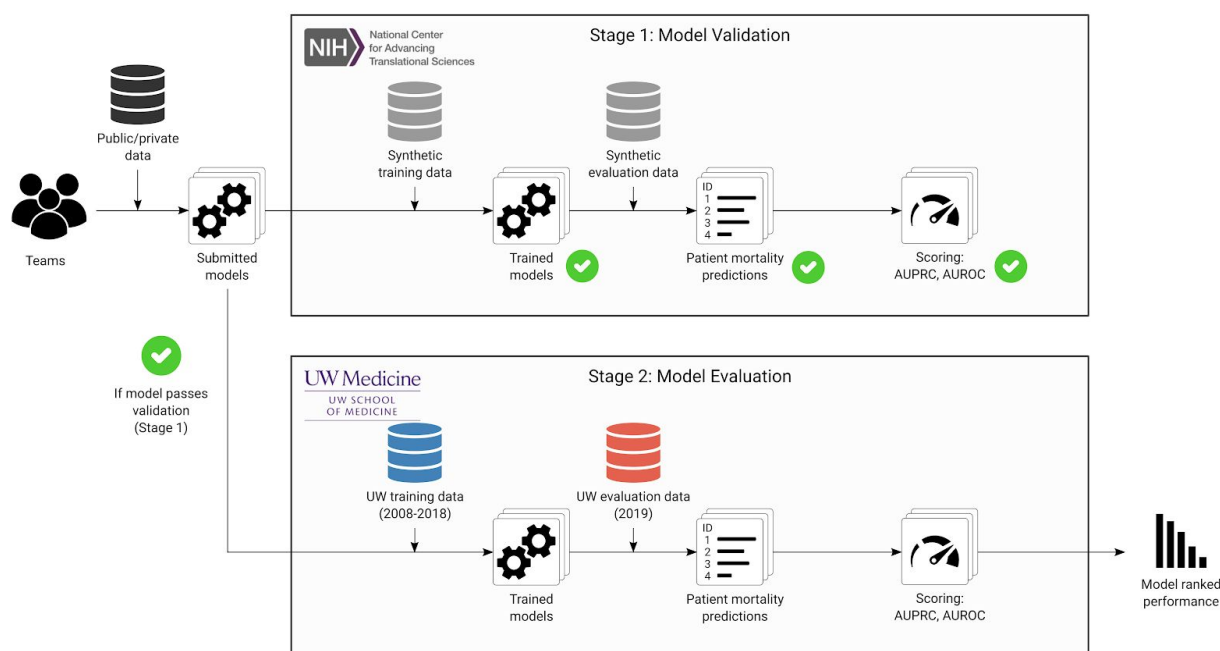 NIH
National Center
for Advancing
Translational Sciences
Stage 1: Model Validation
Public/private
data
Synthetic
training data
Synthetic
evaluation data
ID
1
2
3
4
Teams
Submitted
models
Trained
models
Patient mortality
predictions
Scoring:
AUPRC, AUROC
If model passes
validation
(Stage 1)
UW Medicine
UW SCHOOL
OF MEDICINE
Stage 2: Model Evaluation
UW training data
(2008-2018)
UW evaluation data
(2019)
ID
1
2
3
4
Trained
models
Patient mortality
predictions
Scoring:
AUPRC, AUROC
Model ranked
performance